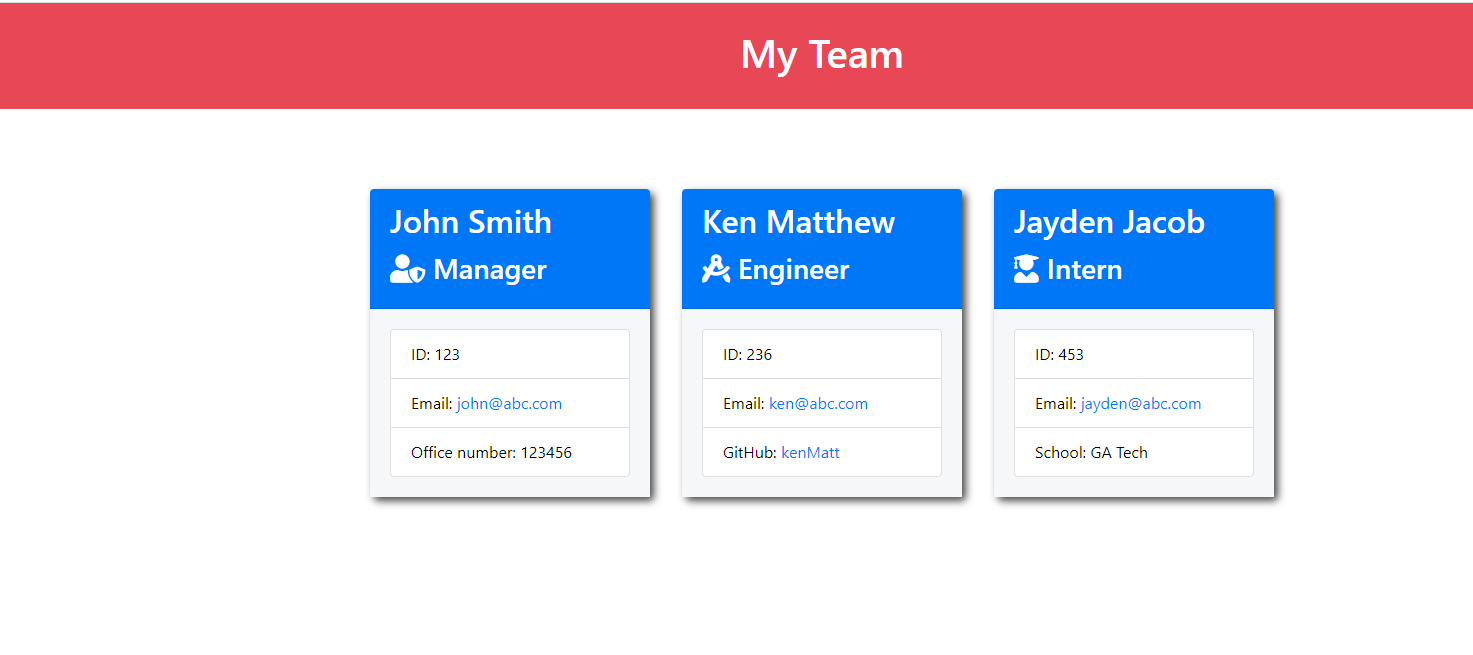 My Team
John Smith
Manager
ID: 123
Email: john@abc.com
Office number: 123456
Ken Matthew
Engineer
ID: 236
Email: ken@abc.com
GitHub: kenMatt
Jayden Jacob
Intern
ID: 453
Email: jayden@abc.com
School: GA Tech